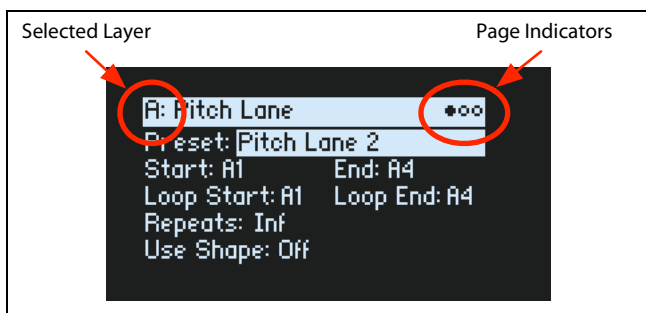 Selected Layer Page Indicators
A: Pitch Lane
Preset: Pitch Lane 2
Start: A1 End: A4
Loop Start: A1 Loop End: A4
Repeats: Inf
Use Shape: Off